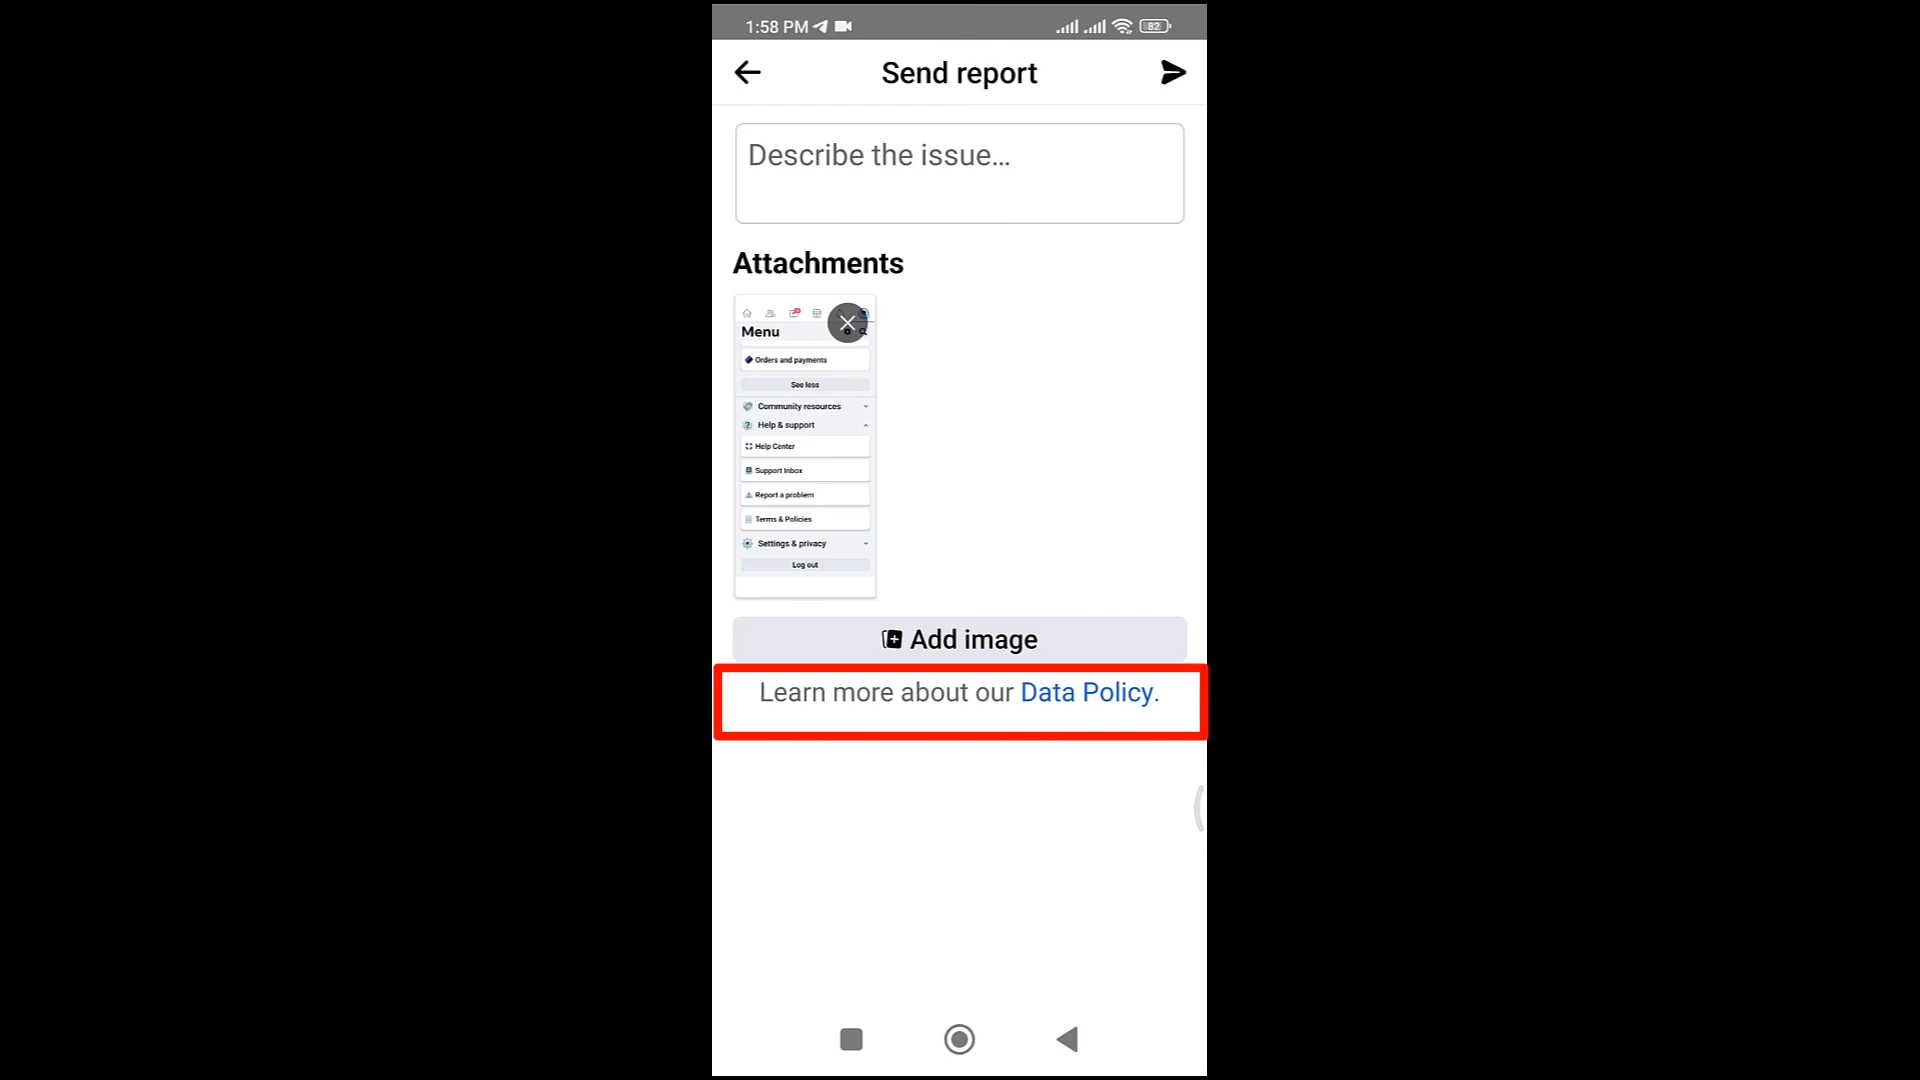 1:58 PM
82
Send report
Describe the issue…
Attachments
Menu
Orders and payments
See less
Community resources
Help & support
Help Center
Support Inbox
Report a problem
Terms & Policies
Settings & privacy
Log out
Add image
Learn more about our Data Policy.